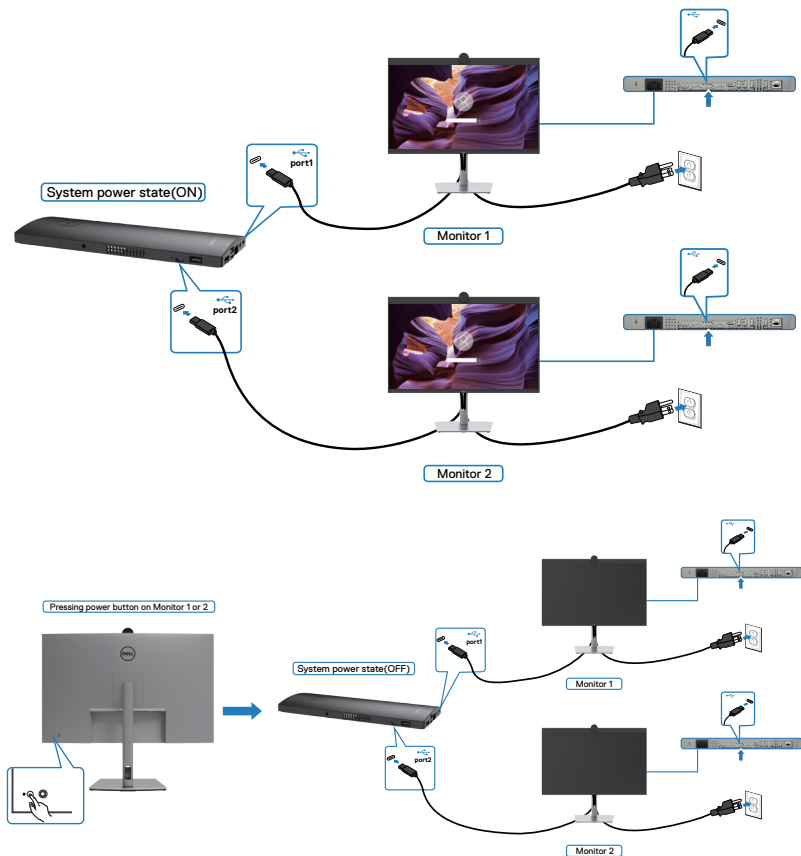 port1
System power state(ON)
Monitor 1
port2
Monitor 2
Pressing power button on Monitor 1 or 2
DELL
port1
System power state(OFF)
Monitor 1
port2
Monitor 2